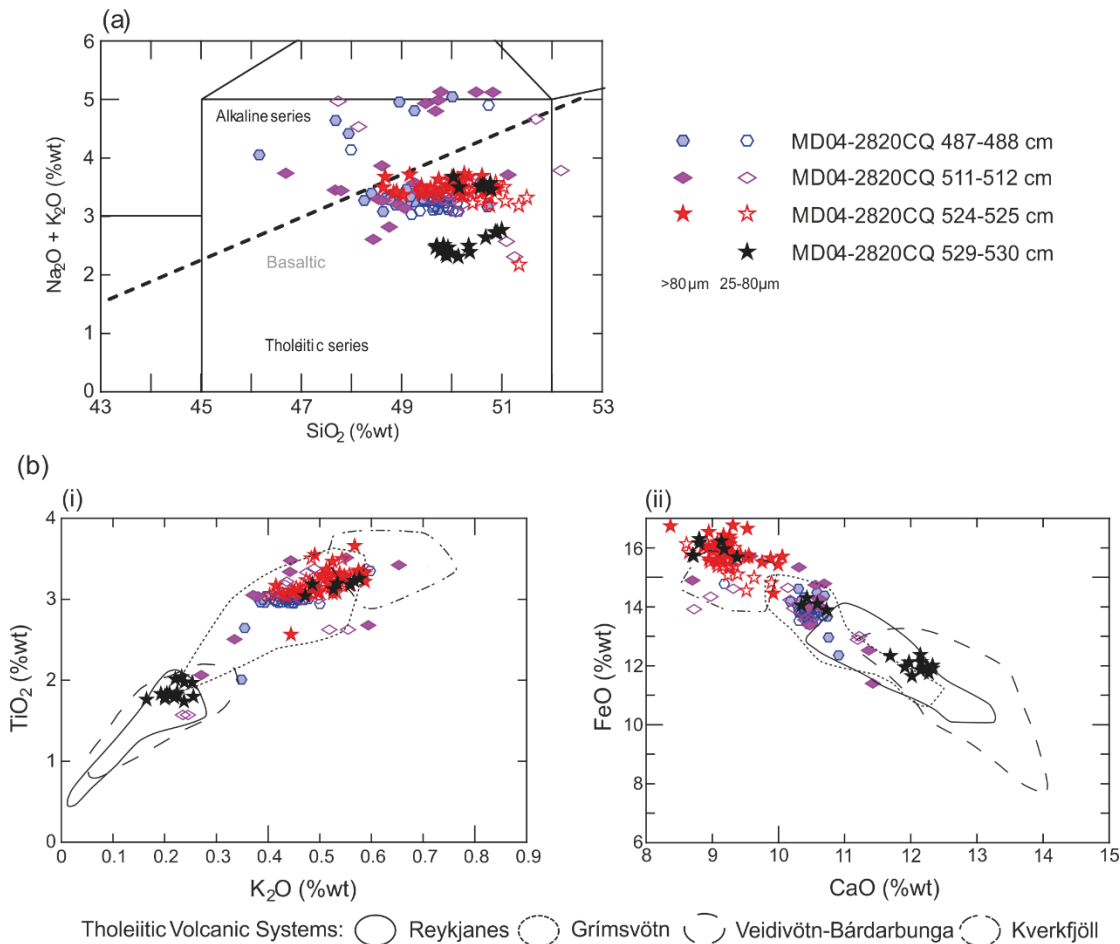 (a)
6
5
4
3
2
1
0
Na₂O + K₂O (%wt)
Alkaline series
Basaltic
Tholeiitic series
43 45 47 49 51 53
SiO₂ (%wt)
MD04-2820CQ 487-488 cm
MD04-2820CQ 511-512 cm
MD04-2820CQ 524-525 cm
MD04-2820CQ 529-530 cm
>80µm 25-80µm
(b)
(i)
4
3
2
1
0
TiO₂ (%wt)
0 0.1 0.2 0.3 0.4 0.5 0.6 0.7 0.8 0.9
K₂O (%wt)
(ii)
16
14
12
10
8
6
FeO (%wt)
8 9 10 11 12 13 14 15
CaO (%wt)
Tholeiitic Volcanic Systems: Reykjanes Grímsvötn Veidivötn-Bárdarbunga Kverkfjöll